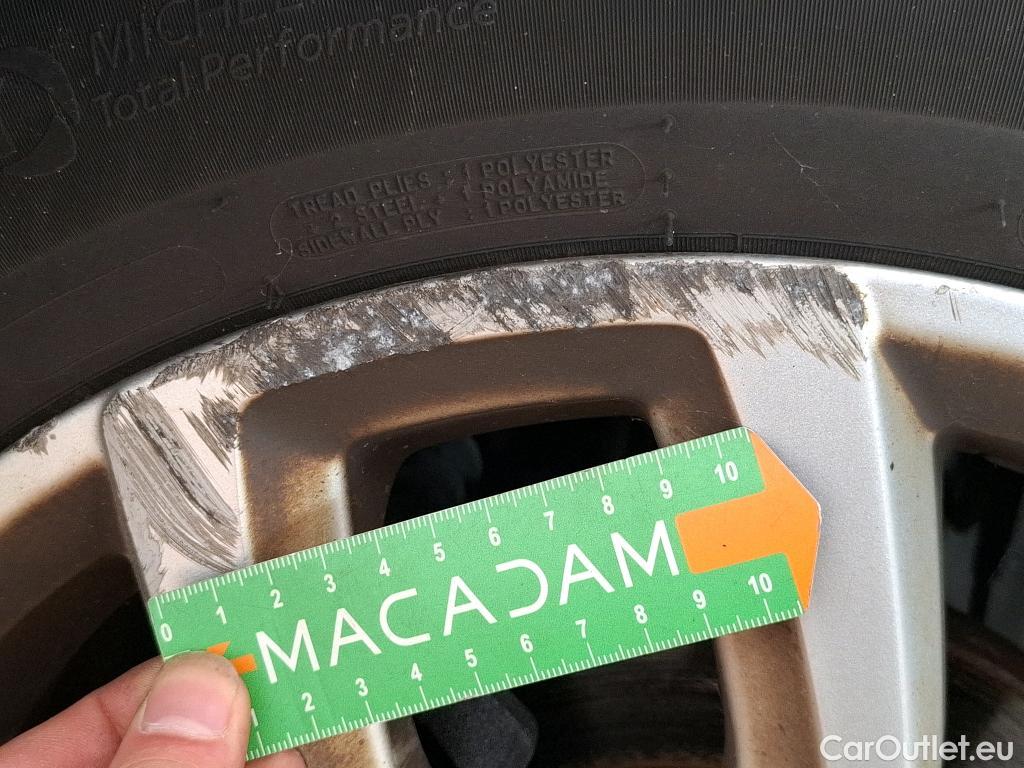 MICHELIN
Total Performance
TREAD PLIES : 1 POLYESTER
2 STEEL 1 POLYAMIDE
SIDEWALL PLY : 1 POLYESTER
0 1 2 3 4 5 6 7 8 9 10
MACADAM
1 2 3 4 5 6 7 8 9 10
CarOutlet.eu